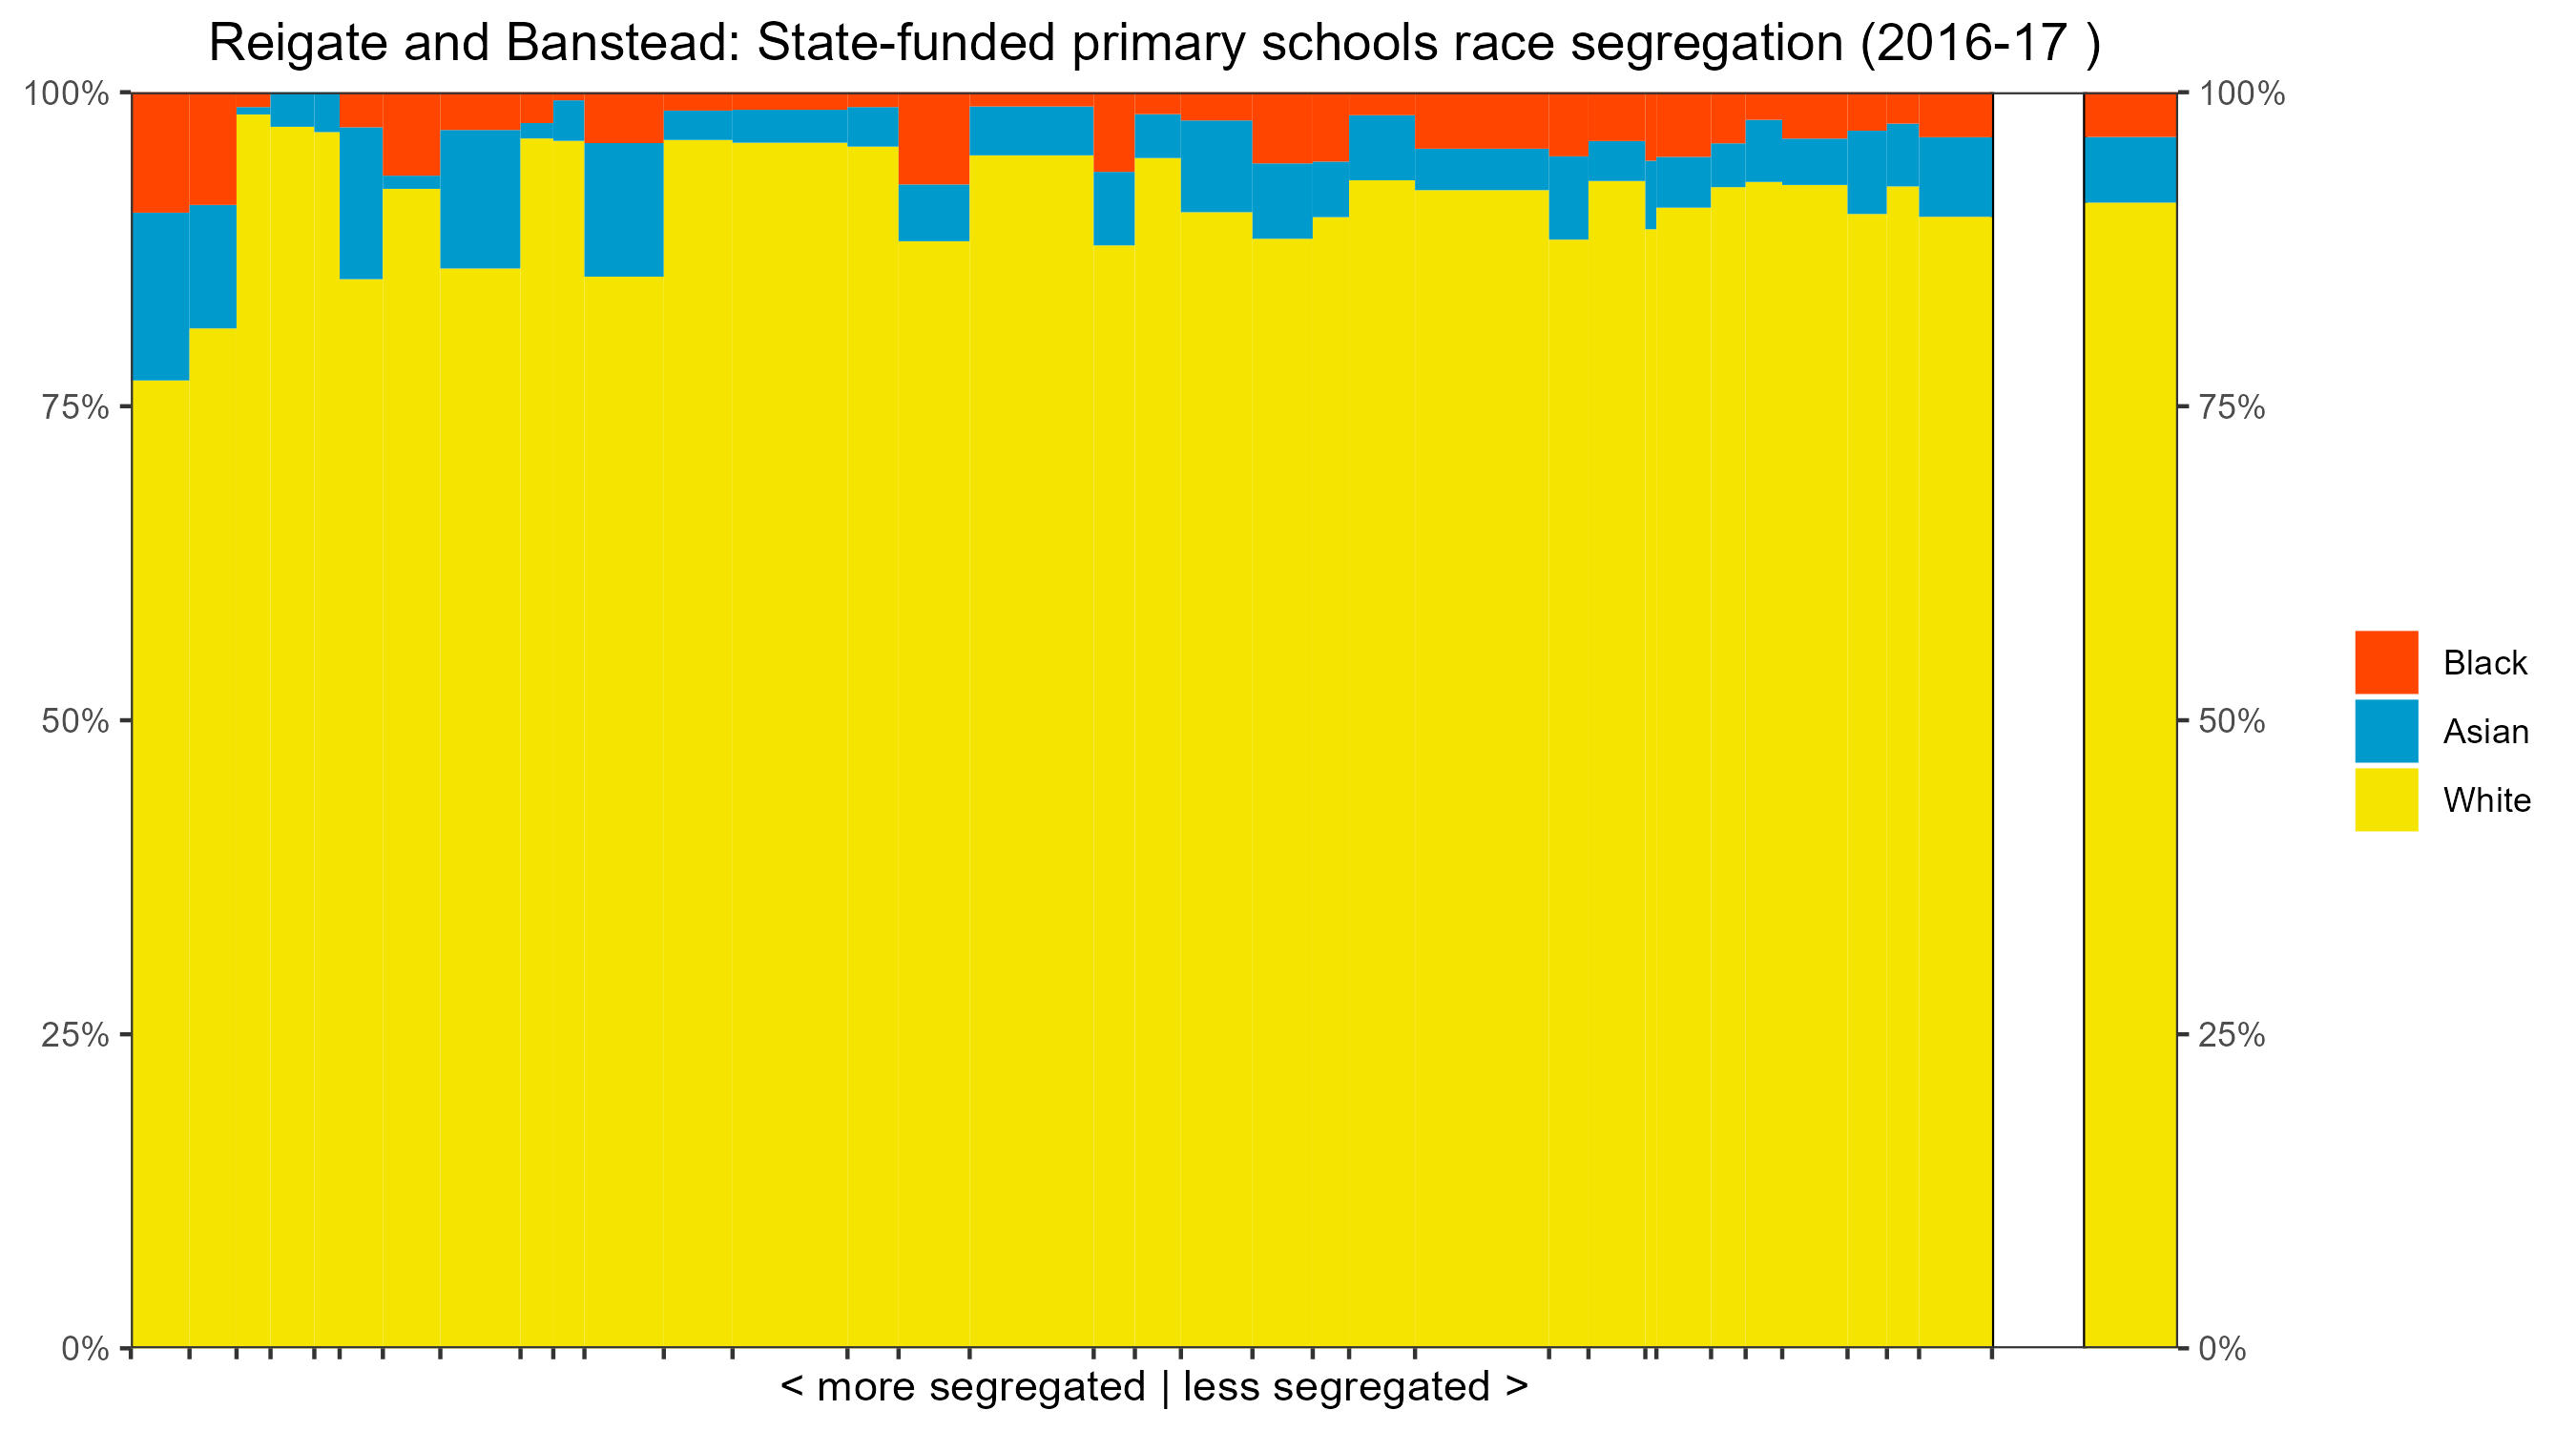 Reigate and Banstead: State-funded primary schools race segregation (2016-17 )
100%
100%
75%
75%
50%
50%
25%
25%
0%
0%
Black
Asian
White
< more segregated | less segregated >